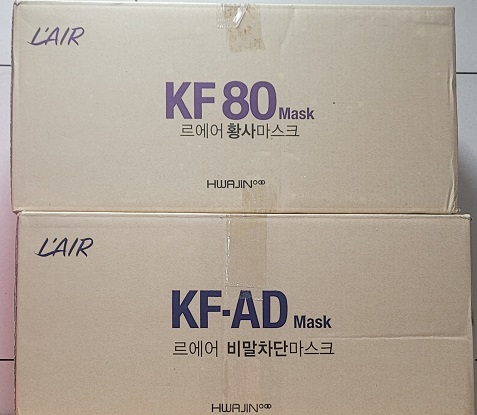 L'AIR
KF80 Mask
르에어 황사마스크
HWAJIN
L'AIR
KF-AD Mask
르에어 비말차단마스크
HWAJIN